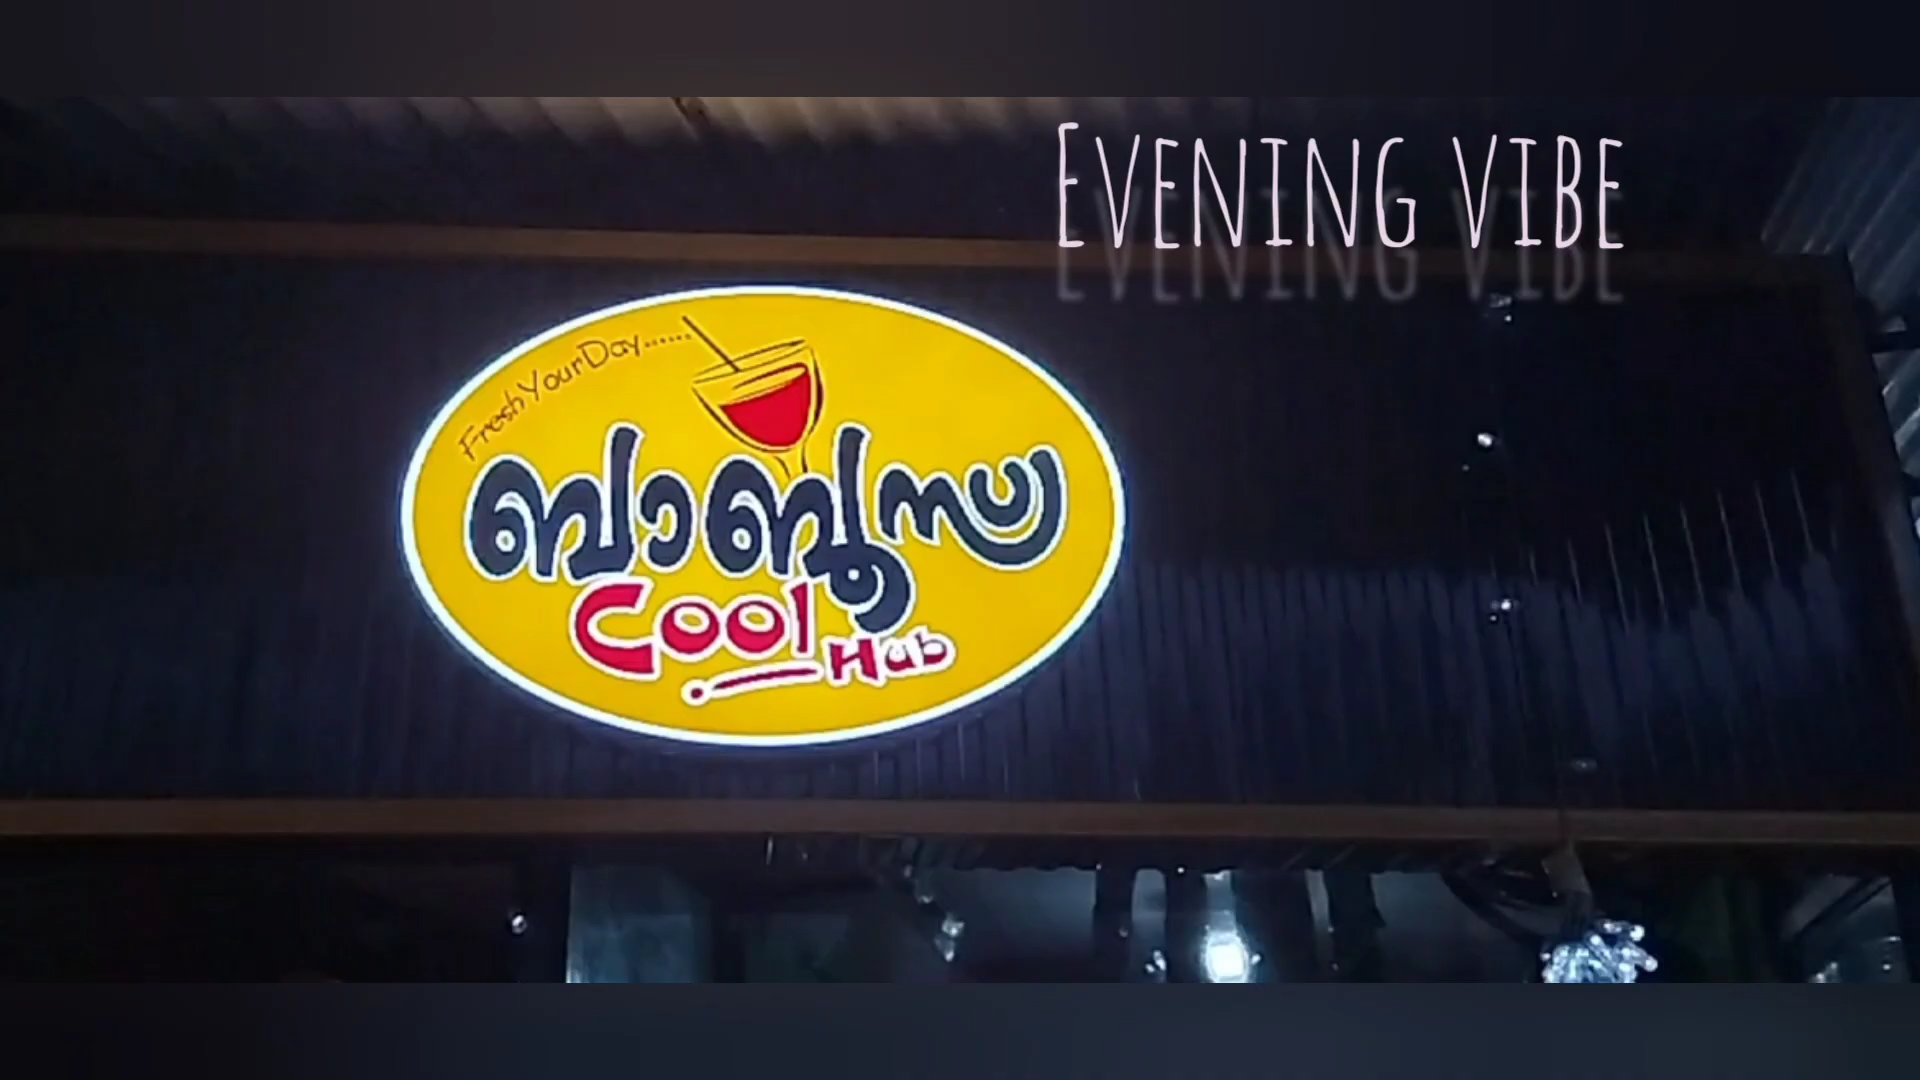 EVENING VIBE
Fresh Your Day......
ബാബൂസ്
Cool
Hub